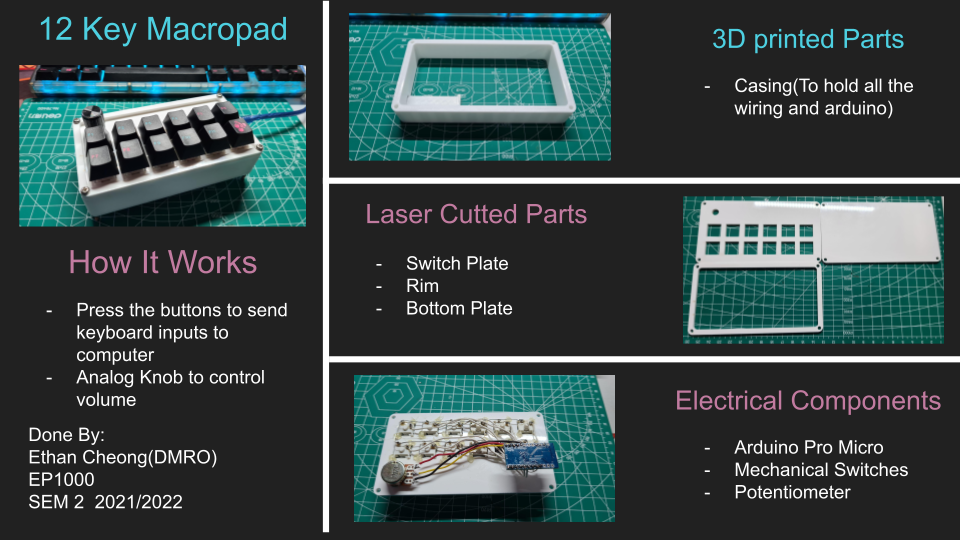 12 Key Macropad
How It Works
- Press the buttons to send
keyboard inputs to
computer
- Analog Knob to control
volume
Done By:
Ethan Cheong(DMRO)
EP1000
SEM 2 2021/2022
3D printed Parts
- Casing(To hold all the
wiring and arduino)
Laser Cutted Parts
- Switch Plate
- Rim
- Bottom Plate
Electrical Components
- Arduino Pro Micro
- Mechanical Switches
- Potentiometer